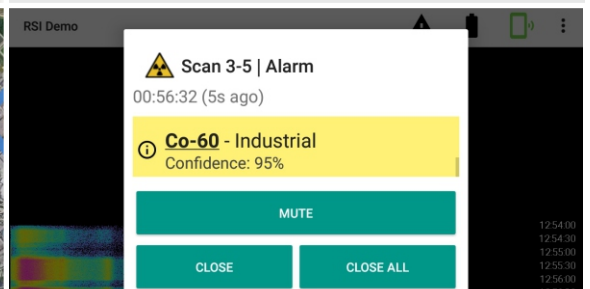 RSI Demo
Scan 3-5 | Alarm
00:56:32 (5s ago)
Co-60 - Industrial
Confidence: 95%
MUTE
CLOSE
CLOSE ALL
12:54:00
12:54:30
12:55:00
12:55:30
12:56:00